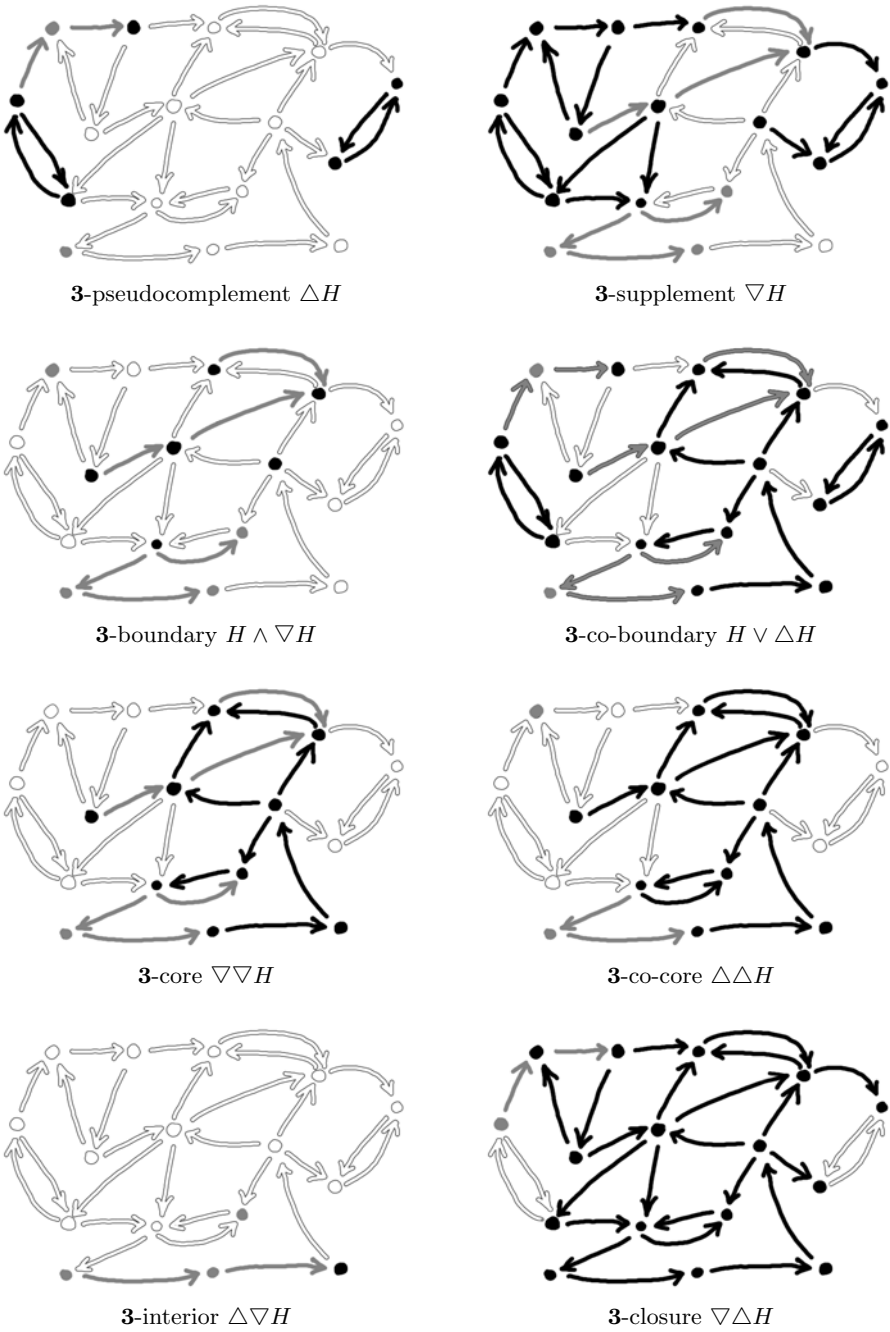 3-pseudocomplement △H
3-supplement ▽H
3-boundary H ∧ ▽H
3-co-boundary H ∨ △H
3-core ▽▽H
3-co-core △△H
3-interior △▽H
3-closure ▽△H